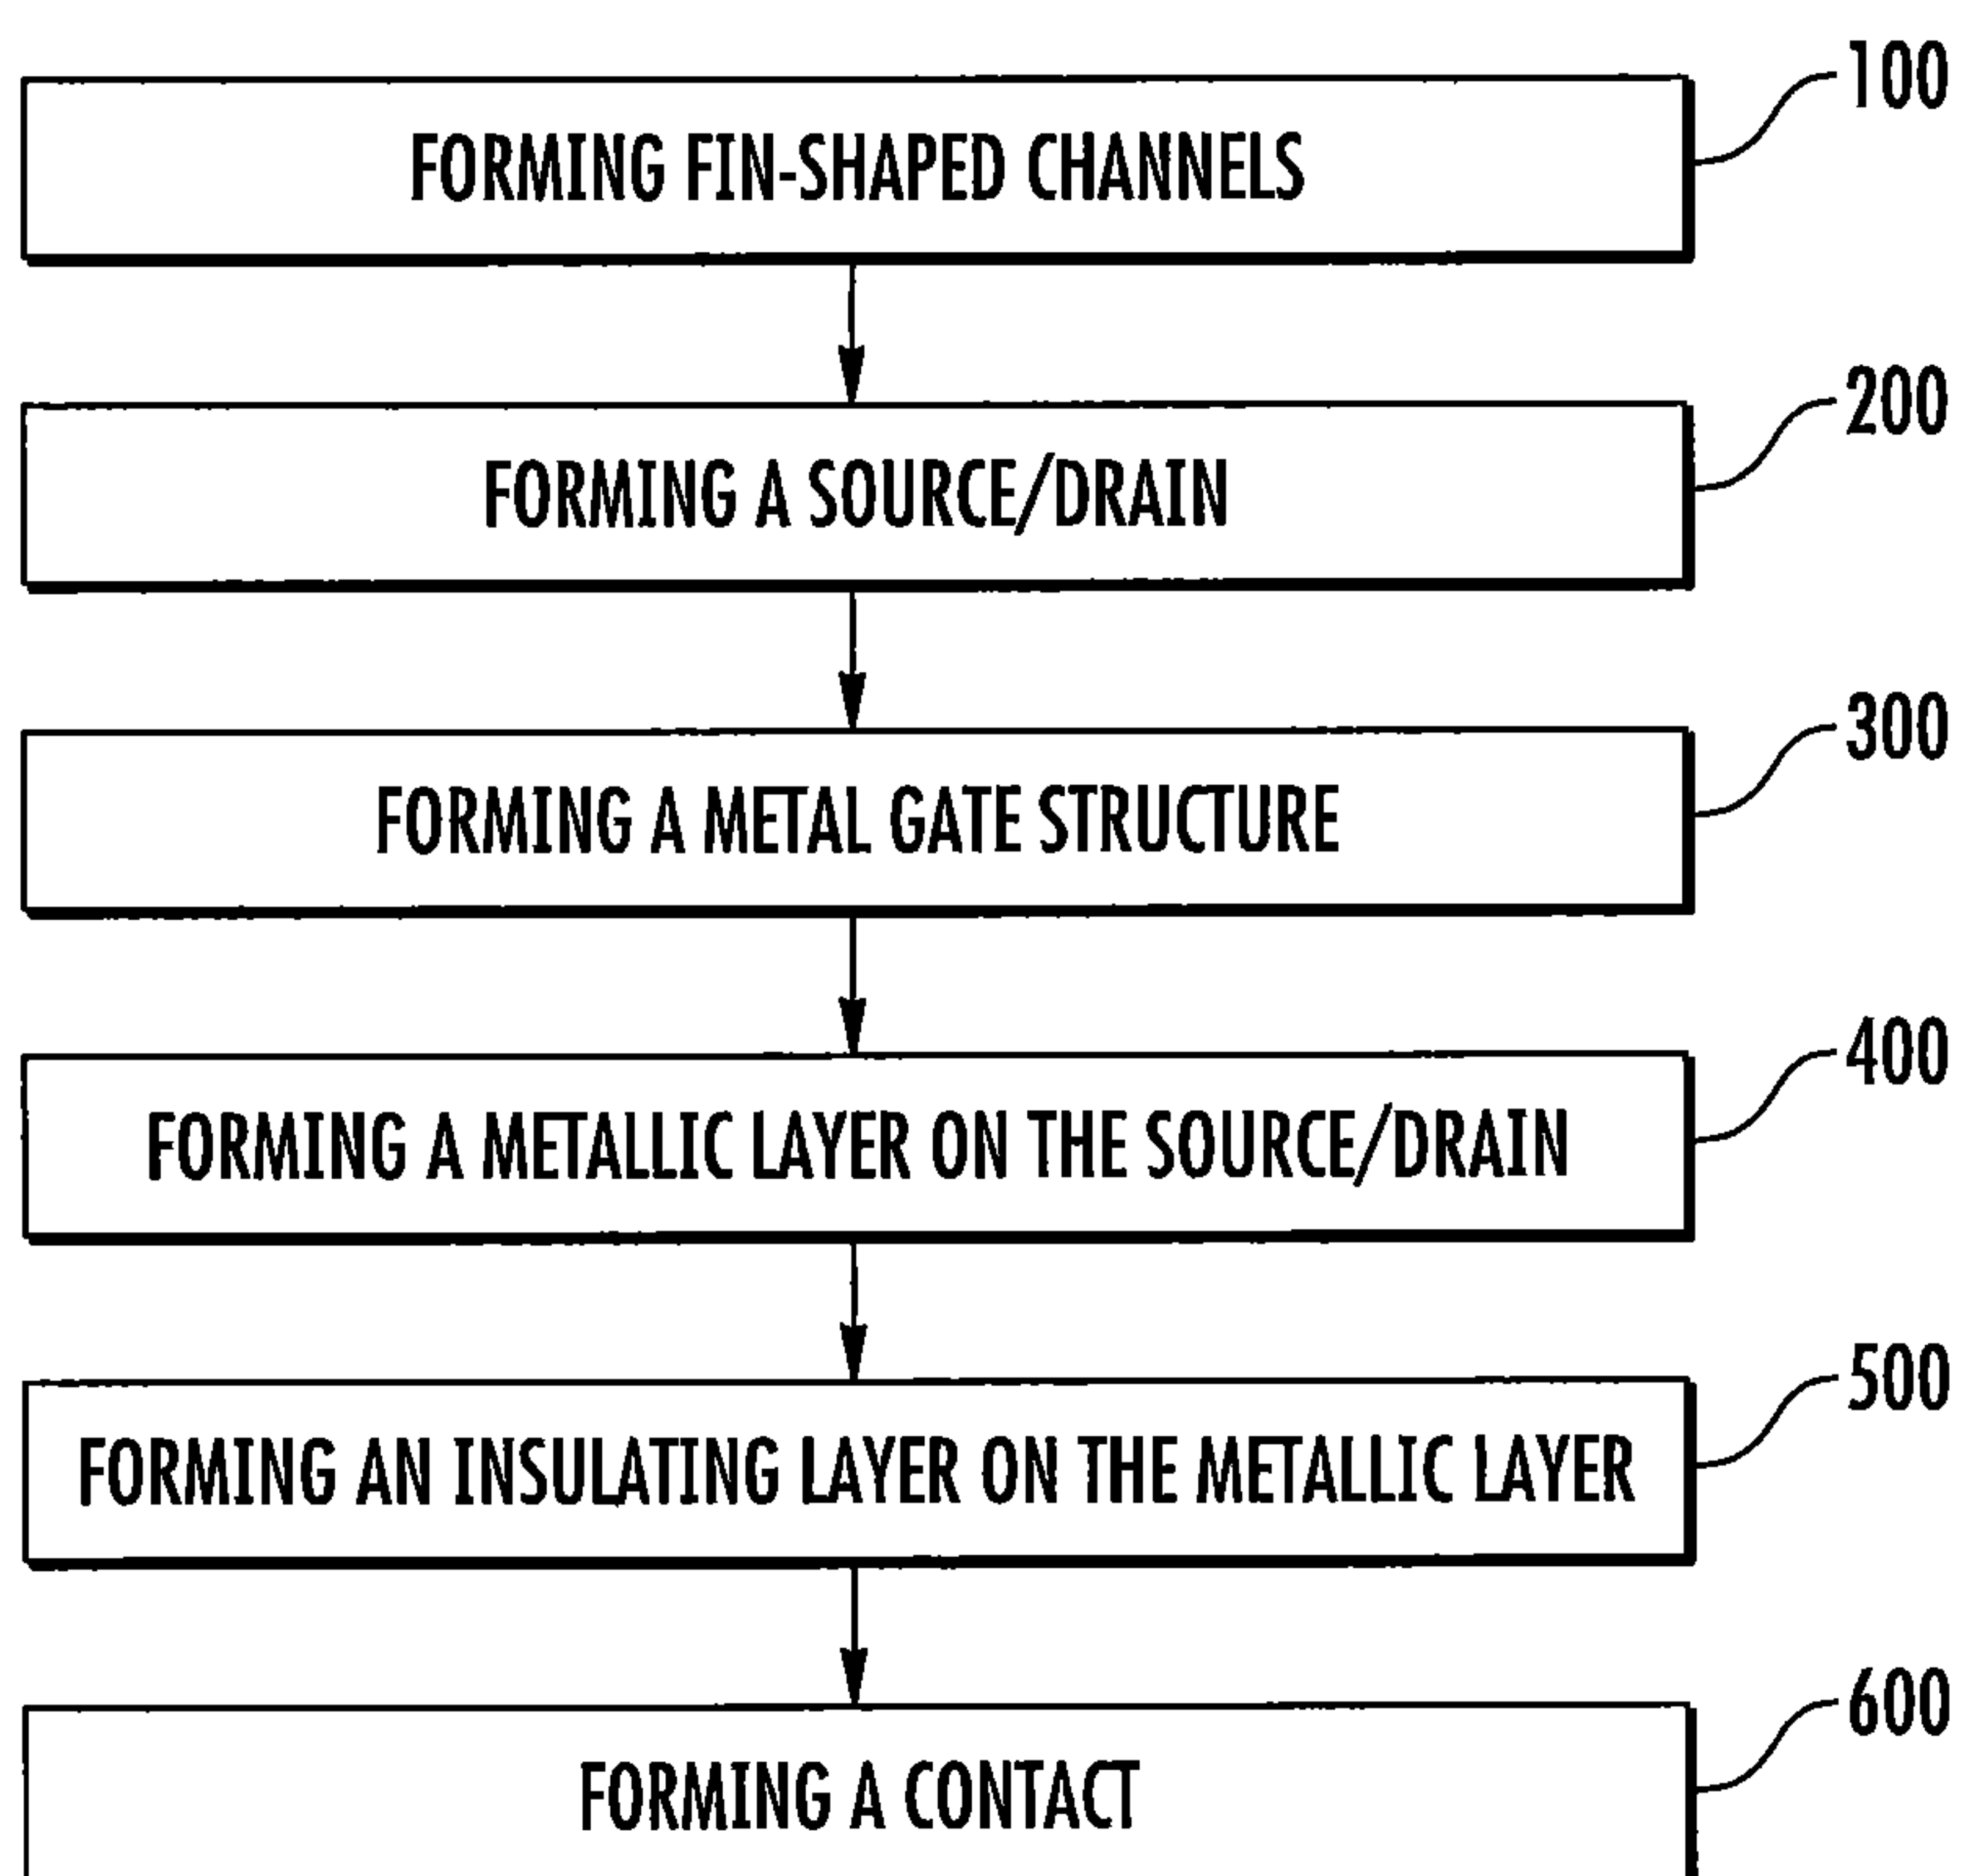 100
FORMING FIN-SHAPED CHANNELS
200
FORMING A SOURCE/DRAIN
300
FORMING A METAL GATE STRUCTURE
400
FORMING A METALLIC LAYER ON THE SOURCE/DRAIN
500
FORMING AN INSULATING LAYER ON THE METALLIC LAYER
600
FORMING A CONTACT